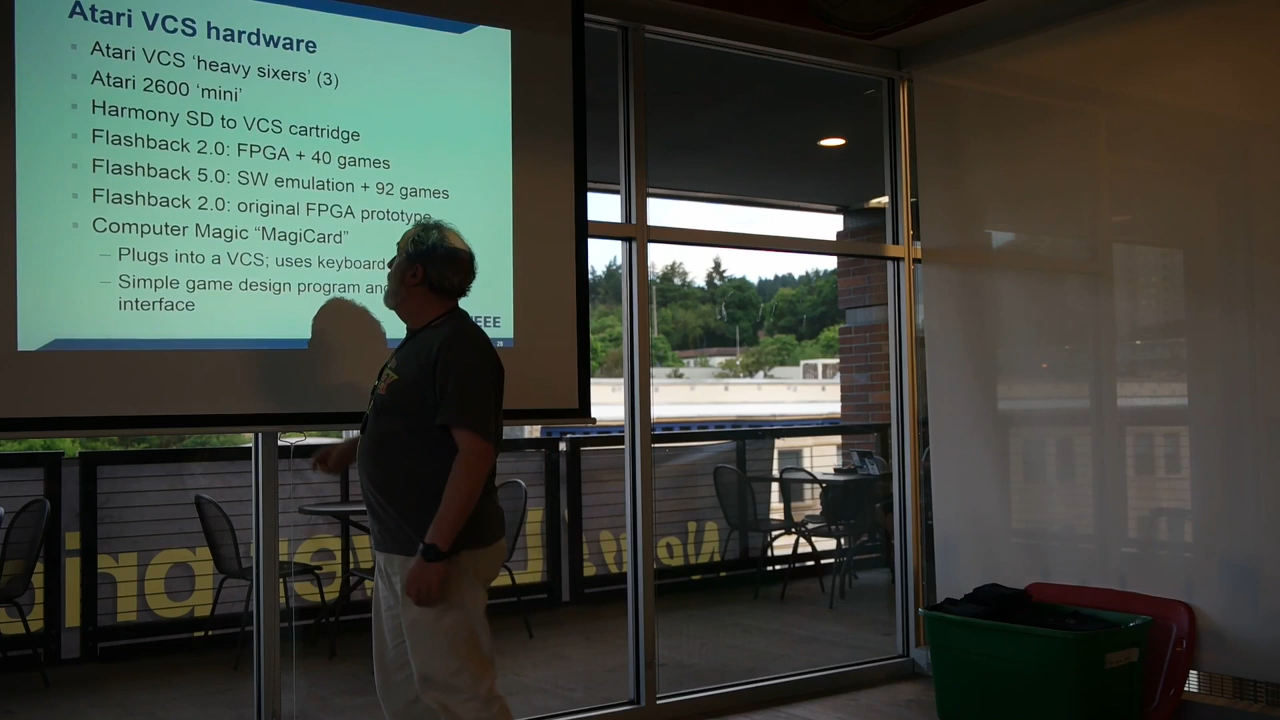 Atari VCS hardware
Atari VCS ‘heavy sixers’ (3)
Atari 2600 ‘mini’
Harmony SD to VCS cartridge
Flashback 2.0: FPGA + 40 games
Flashback 5.0: SW emulation + 92 games
Flashback 2.0: original FPGA prototype
Computer Magic “MagiCard”
– Plugs into a VCS; uses keyboard
– Simple game design program and
interface
EEE
28